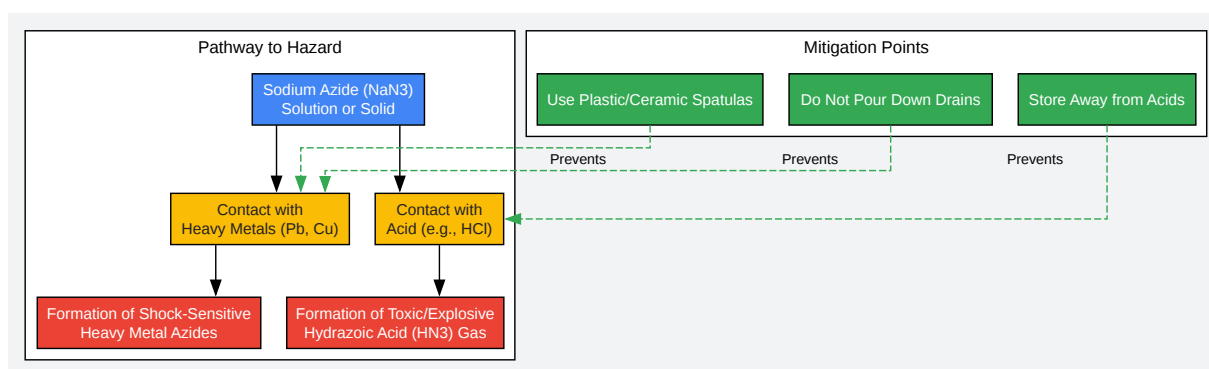 Pathway to Hazard
Mitigation Points
Sodium Azide (NaN3)
Solution or Solid
Use Plastic/Ceramic Spatulas
Do Not Pour Down Drains
Store Away from Acids
Prevents
Prevents
Prevents
Contact with
Heavy Metals (Pb, Cu)
Contact with
Acid (e.g., HCl)
Formation of Shock-Sensitive
Heavy Metal Azides
Formation of Toxic/Explosive
Hydrazoic Acid (HN3) Gas